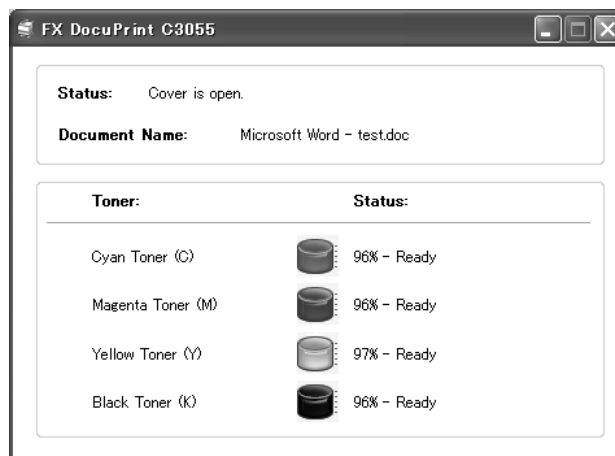 FX DocuPrint C3055
Status: Cover is open.
Document Name: Microsoft Word - test.doc
Toner: Status:
Cyan Toner (C) 96% - Ready
Magenta Toner (M) 96% - Ready
Yellow Toner (Y) 97% - Ready
Black Toner (K) 96% - Ready